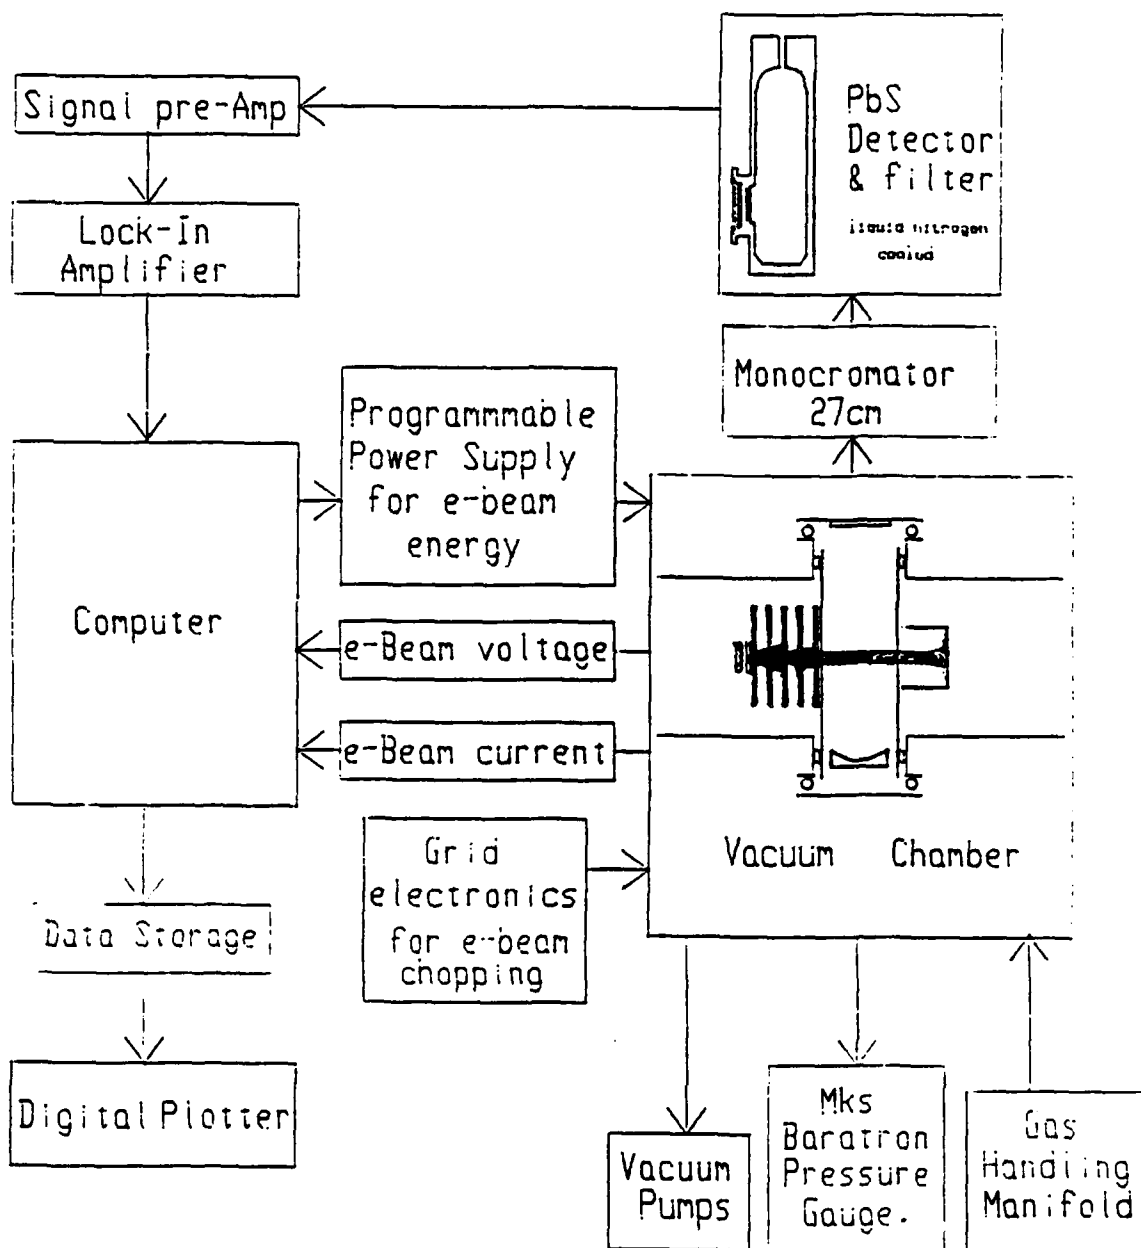 Signal pre-Amp
PbS
Detector
& filter
liquid nitrogen
coolud
Lock-In
Amplifier
Monocromator
27cm
Programmmable
Power Supply
for e-beam
energy
Computer
e-Beam voltage
e-Beam current
Grid
electronics
for e-beam
chopping
Vacuum Chamber
Data Storage
Digital Plotter
Vacuum
Pumps
Mks
Baratron
Pressure
Gauge.
Gas
Handling
Manifold